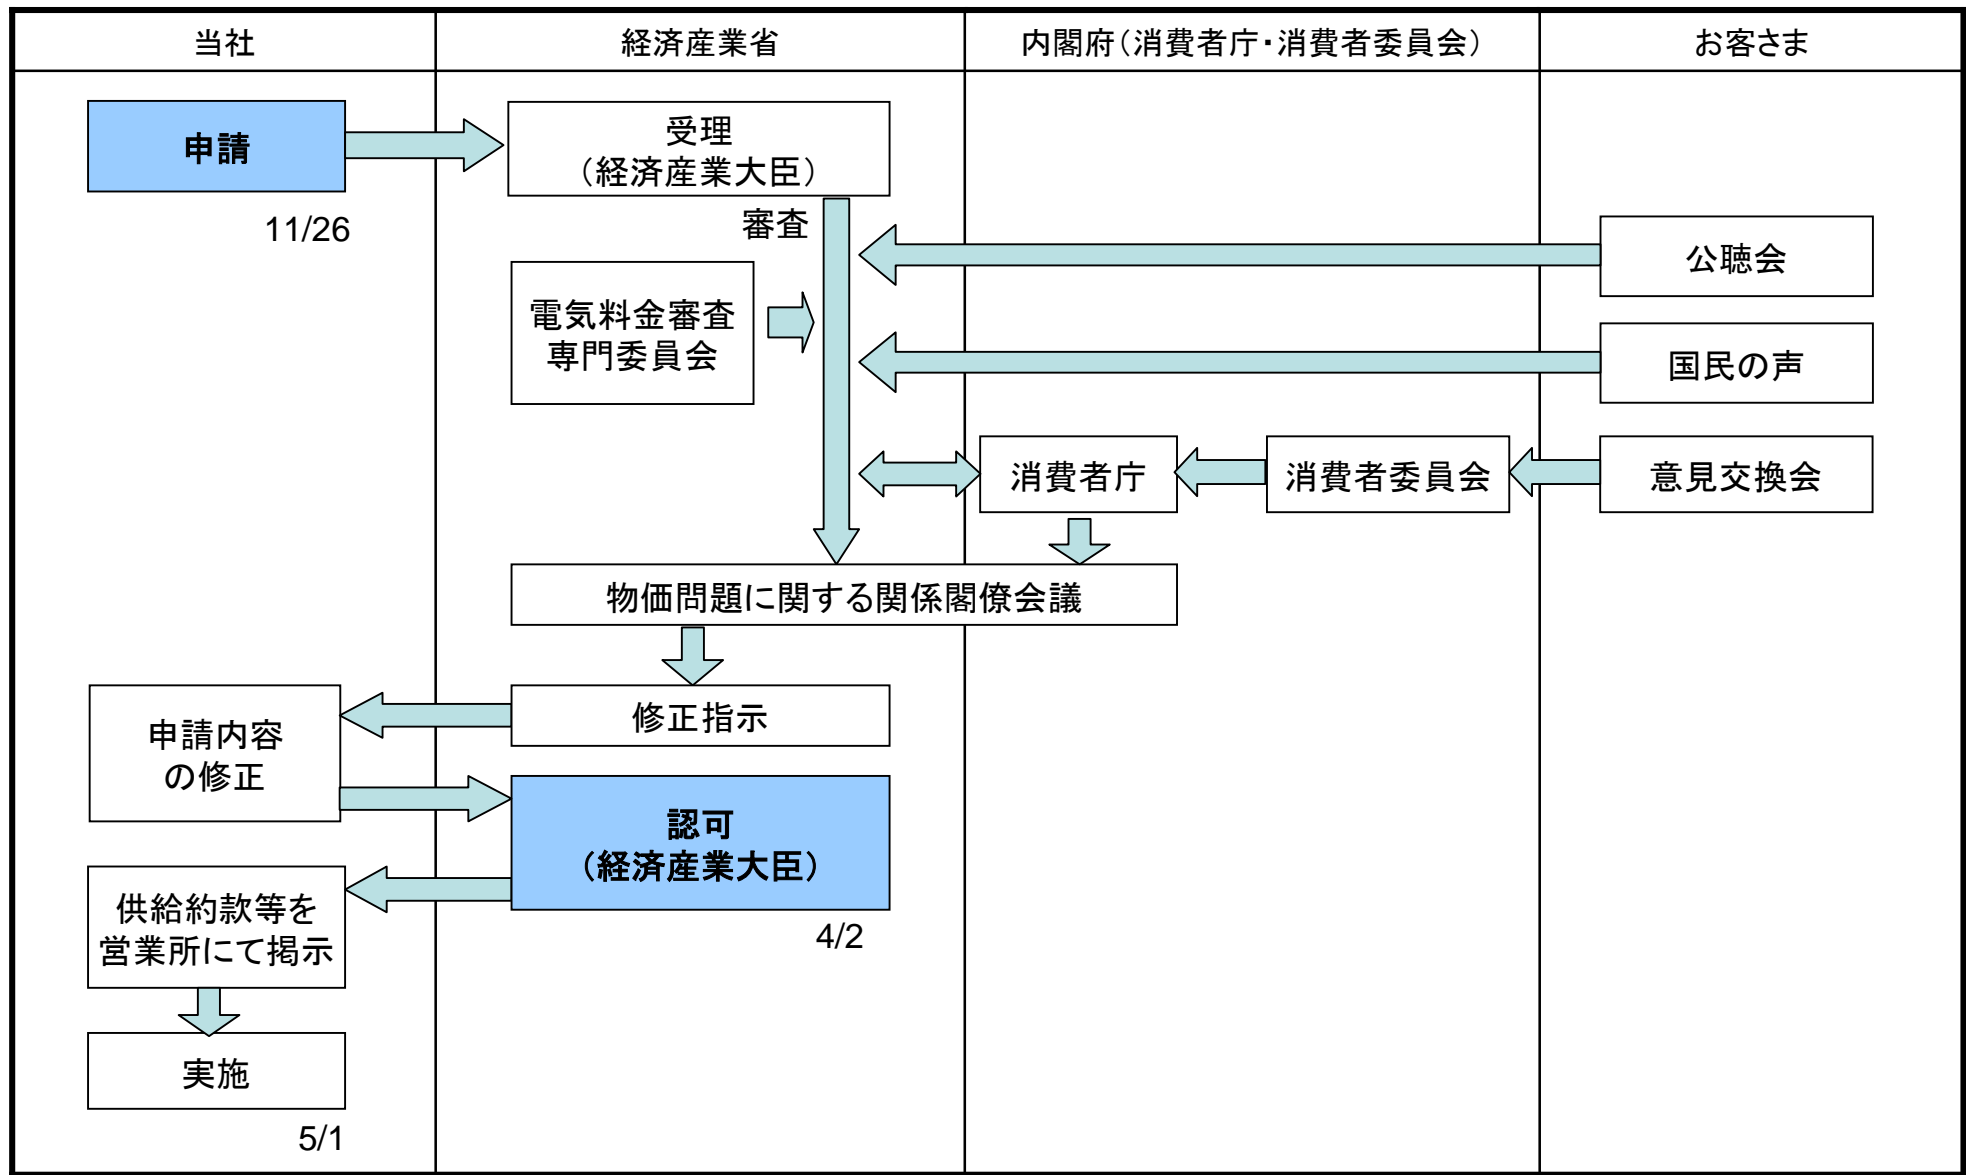 当社
経済産業省
内閣府(消費者庁・消費者委員会)
お客さま
申請
11/26
受理
(経済産業大臣)
審査
公聴会
電気料金審査
専門委員会
国民の声
消費者庁
消費者委員会
意見交換会
物価問題に関する関係閣僚会議
修正指示
申請内容
の修正
認可
(経済産業大臣)
4/2
供給約款等を
営業所にて掲示
実施
5/1